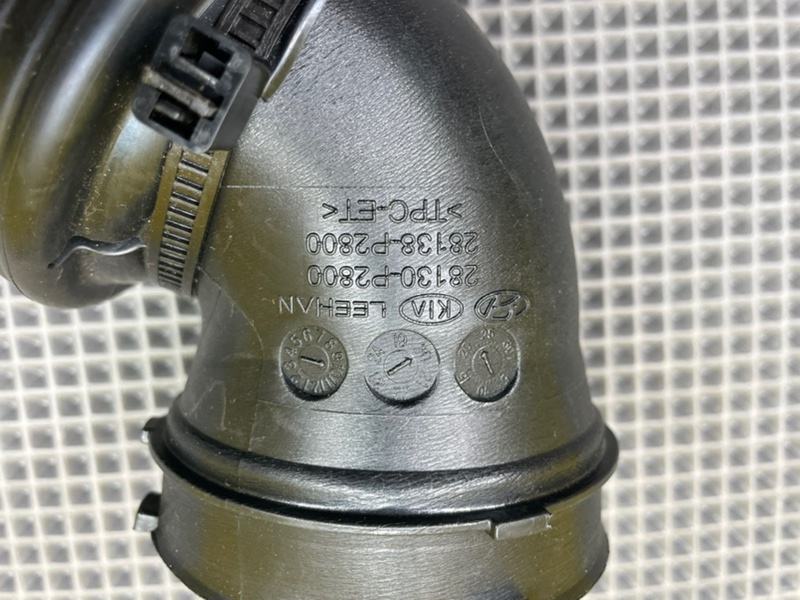 KIA LEEHAN
28130-P2800
28138-P2800
>TPC-ET<